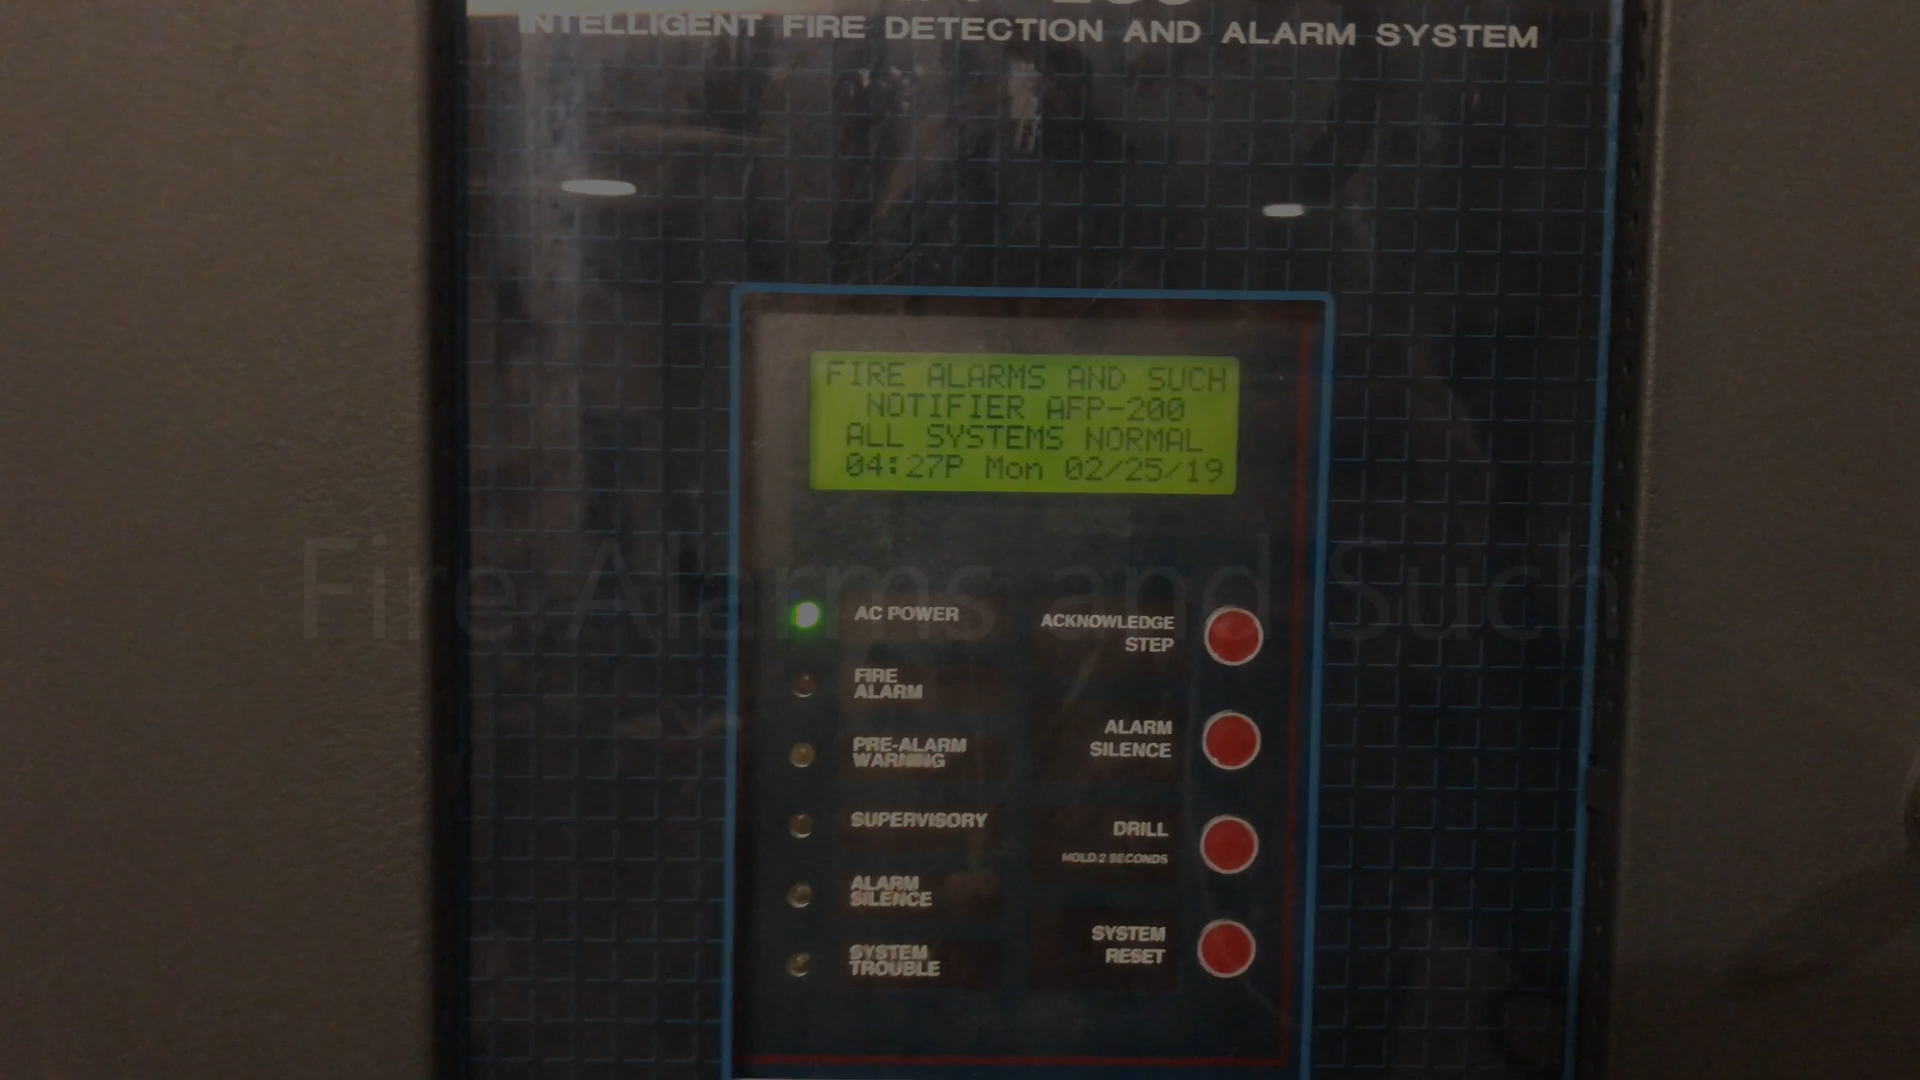 INTELLIGENT FIRE DETECTION AND ALARM SYSTEM
FIRE ALARMS AND SUCH
NOTIFIER AFP-200
ALL SYSTEMS NORMAL
04:27P Mon 02/25/19
Fire Alarms and Such
AC POWER
FIRE
ALARM
PRE-ALARM
WARNING
SUPERVISORY
ALARM
SILENCE
SYSTEM
TROUBLE
ACKNOWLEDGE
STEP
ALARM
SILENCE
DRILL
HOLD 2 SECONDS
SYSTEM
RESET